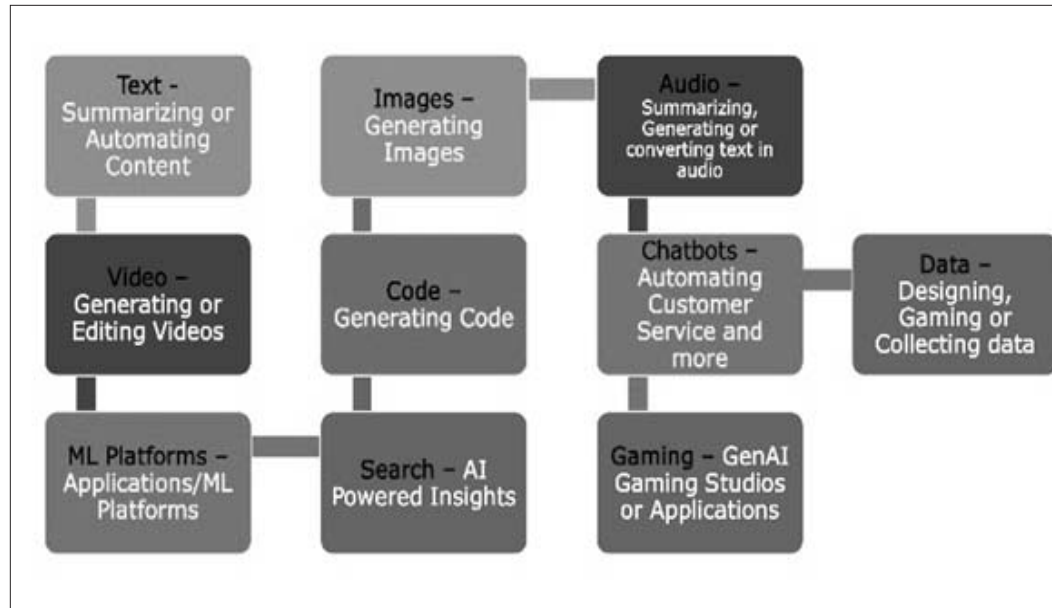 Text -
Summarizing or
Automating
Content
Video –
Generating or
Editing Videos
ML Platforms –
Applications/ML
Platforms
Search – AI
Powered Insights
Code –
Generating Code
Images –
Generating
Images
Audio –
Summarizing,
Generating or
converting text in
audio
Chatbots –
Automating
Customer
Service and
more
Gaming – GenAI
Gaming Studios
or Applications
Data –
Designing,
Gaming or
Collecting data